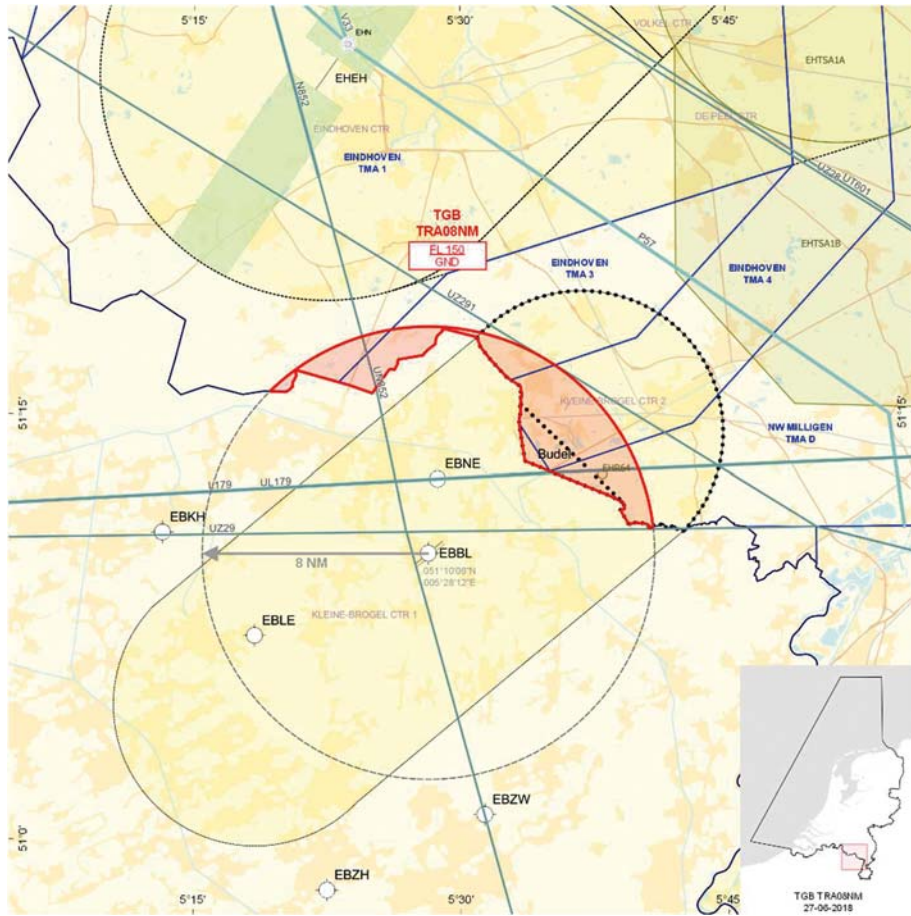 5°15'
5°30'
5°45'
V33
EHN
VOLKEL CTR
EHTSA1A
EHEH
N852
EINDHOVEN CTR
DE PEEL CTR
EINDHOVEN
TMA 1
UZ28 UT601
TGB
TRA08NM
FL 150
GND
P57
EHTSA1B
EINDHOVEN
TMA 3
EINDHOVEN
TMA 4
UZ291
UN852
51°15'
KLEINE-BROGEL CTR 2
51°15'
NW MILLIGEN
TMA D
Budel
EHR64
EBNE
L179
UL179
EBKH
UZ29
EBBL
8 NM
051°10'06"N
005°28'12"E
KLEINE-BROGEL CTR 1
EBLE
EBZW
51°0'
EBZH
5°15'
5°30'
5°45'
TGB TRA08NM
27-06-2018